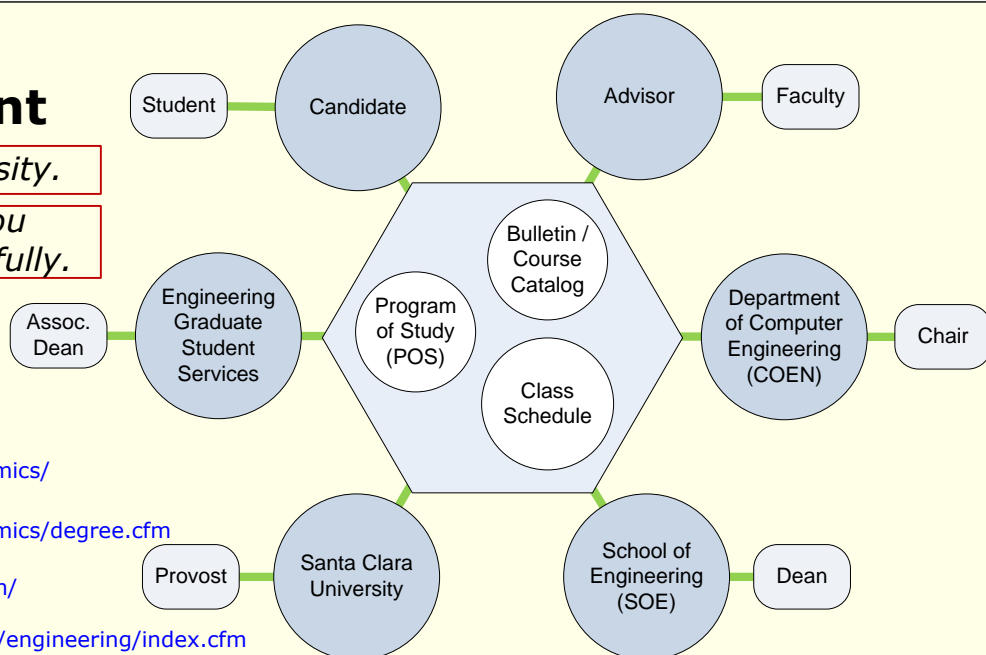 nt
sity.
ou
fully.
mics/
mics/degree.cfm
n/
/engineering/index.cfm
Student
Candidate
Advisor
Faculty
Bulletin /
Course
Catalog
Program
of Study
(POS)
Class
Schedule
Engineering
Graduate
Student
Services
Assoc.
Dean
Department
of Computer
Engineering
(COEN)
Chair
Provost
Santa Clara
University
School of
Engineering
(SOE)
Dean